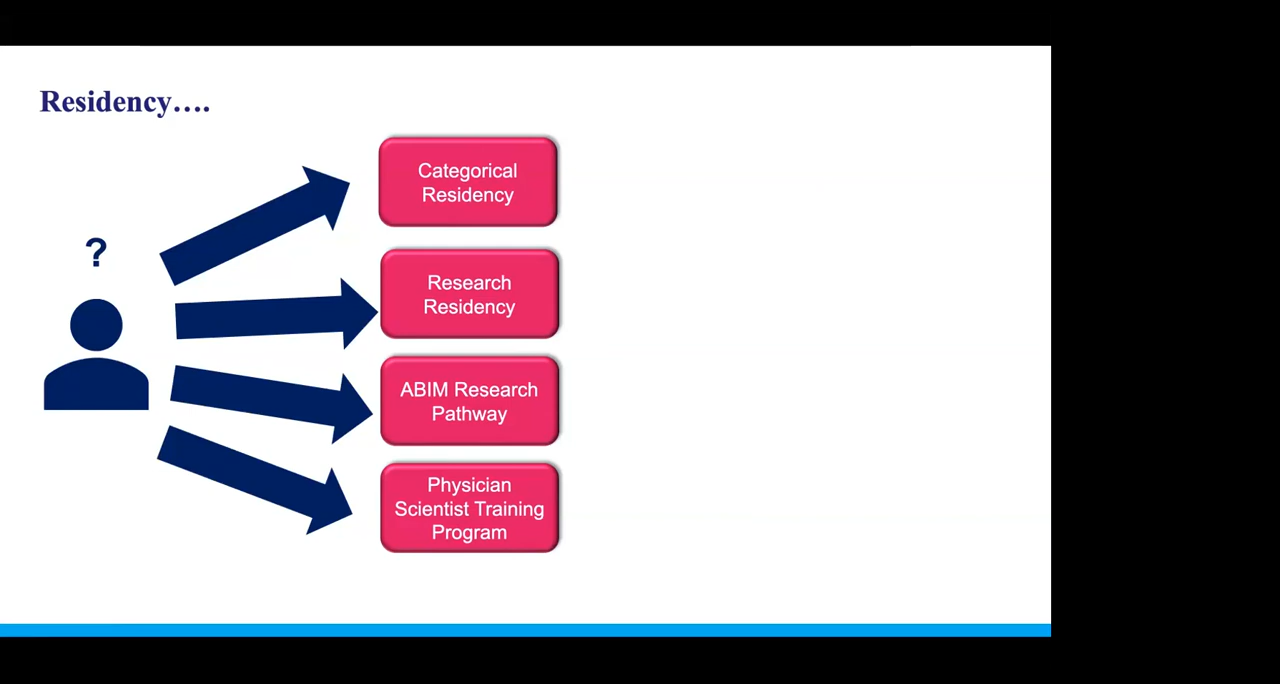 Residency....
?
Categorical
Residency
Research
Residency
ABIM Research
Pathway
Physician
Scientist Training
Program